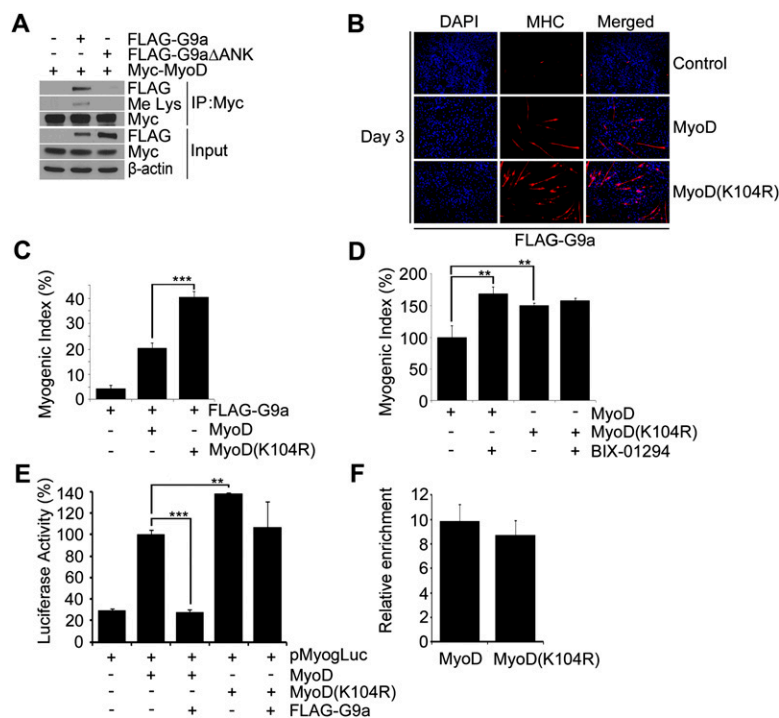 A
- + - FLAG-G9a
- - + FLAG-G9aΔANK
+ + + Myc-MyoD
FLAG
Me Lys
Myc
IP:Myc
FLAG
Myc
β-actin
Input
B
DAPI MHC Merged
Control
MyoD
MyoD(K104R)
Day 3
FLAG-G9a
C
Myogenic Index (%)
40
30
20
10
0
***
+ + + FLAG-G9a
- + - MyoD
- - + MyoD(K104R)
D
Myogenic Index (%)
200
150
100
50
0
**
**
+ + - - MyoD
- - + + MyoD(K104R)
- + - + BIX-01294
E
Luciferase Activity (%)
140
120
100
80
60
40
20
0
**
***
+ + + + + pMyogLuc
- + + - - MyoD
- - - + + MyoD(K104R)
- - + - + FLAG-G9a
F
Relative enrichment
12
10
8
6
4
2
0
MyoD MyoD(K104R)